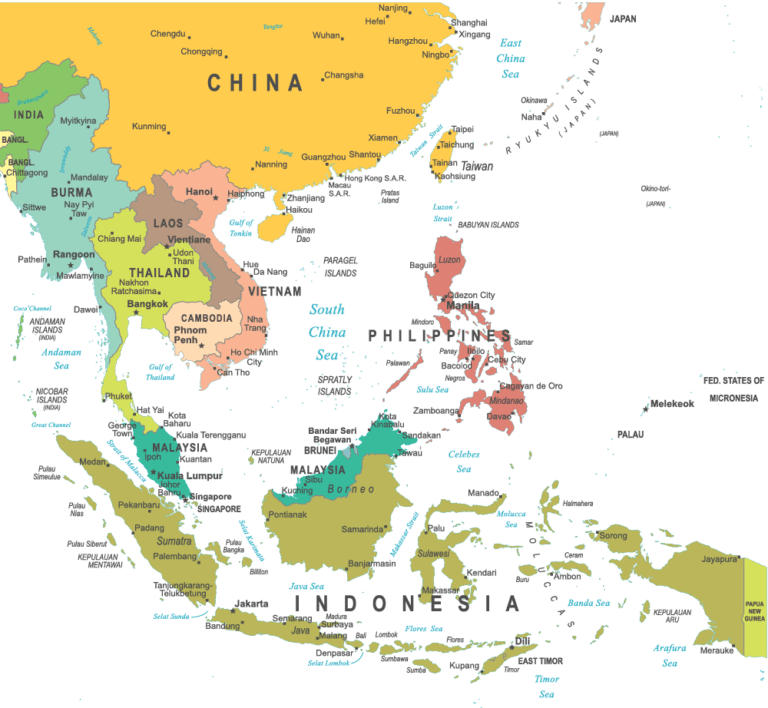 Nanjing
Hefei
Shanghai
Xingang
JAPAN
Chengdu
Yangtze
Wuhan
Hangzhou
Chongqing
Ningbo
East
China
Sea
Mekong
CHINA
Changsha
RYUKYU ISLANDS
(JAPAN)
Okinawa
Naha
(JAPAN)
INDIA
Myitkyina
Kunming
Fuzhou
Xiamen
Taiwan Strait
Taipei
Taichung
Tainan
Taiwan
Kaohsiung
BANGL.
BANGL.
Chittagong
Xi Jiang
Guangzhou
Shantou
Nanning
Hong Kong S.A.R.
Macau
S.A.R.
Pratas
Island
Okino-tori-
(JAPAN)
Mandalay
BURMA
Nay Pyi
Taw
Sittwe
Hanoi
Haiphong
Zhanjiang
Haikou
Hainan
Dao
Gulf of
Tonkin
Luzon
Strait
BABUYAN ISLANDS
LAOS
Vientiane
Chiang Mai
Udon
Thani
Pathein
Rangoon
Mawlamyine
THAILAND
Nakhon
Ratchasima
Bangkok
Hue
Da Nang
VIETNAM
PARAGEL
ISLANDS
Baguio
Luzon
Quezon City
Manila
Coco Channel
Dawei
ANDAMAN
ISLANDS
(INDIA)
Andaman
Sea
CAMBODIA
Phnom
Penh
Nha
Trang
Ho Chi Minh
City
Can Tho
South
China
Sea
Mindoro
PHILIPPINES
Samar
Panay
Iloilo
Bacolod
Cebu City
Negros
Palawan
Gulf of
Thailand
SPRATLY
ISLANDS
Sulu Sea
Cagayan de Oro
Mindanao
Zamboanga
Davao
FED. STATES OF
MICRONESIA
Melekeok
PALAU
NICOBAR
ISLANDS
(INDIA)
Great Channel
Phuket
Hat Yai
Kota
Baharu
George
Town
Kuala Terengganu
MALAYSIA
Ipoh
Kuantan
Kuala Lumpur
Johor
Bahru
Singapore
SINGAPORE
Strait of Malacca
Medan
KEPULAUAN
NATUNA
Bandar Seri
Begawan
BRUNEI
MALAYSIA
Kota
Kinabalu
Sandakan
Tawau
Sibu
Kuching
Borneo
Celebes
Sea
Pulau
Simeulue
Pulau
Nias
Pekanbaru
Padang
Sumatra
Pulau Siberut
KEPULAUAN
MENTAWAI
Palembang
Pulau
Bangka
Billiton
Selat Karimata
Pontianak
Samarinda
Banjarmasin
Makassar Strait
Manado
Palu
Sulawesi
Kendari
Makassar
Molucca
Sea
Halmahera
MOLUCCAS
Ceram
Buru
Ambon
Sorong
Jayapura
PAPUA
NEW
GUINEA
Tanjungkarang-
Telukbetung
Selat Sunda
Java Sea
INDONESIA
Jakarta
Bandung
Semarang
Java
Madura
Surbaya
Malang
Bali
Denpasar
Selat Lombok
Lombok
Sumbawa
Flores Sea
Flores
Sumba
Banda Sea
KEPULAUAN
ARU
Dili
EAST TIMOR
Timor
Kupang
Timor
Sea
Arafura
Sea
Merauke